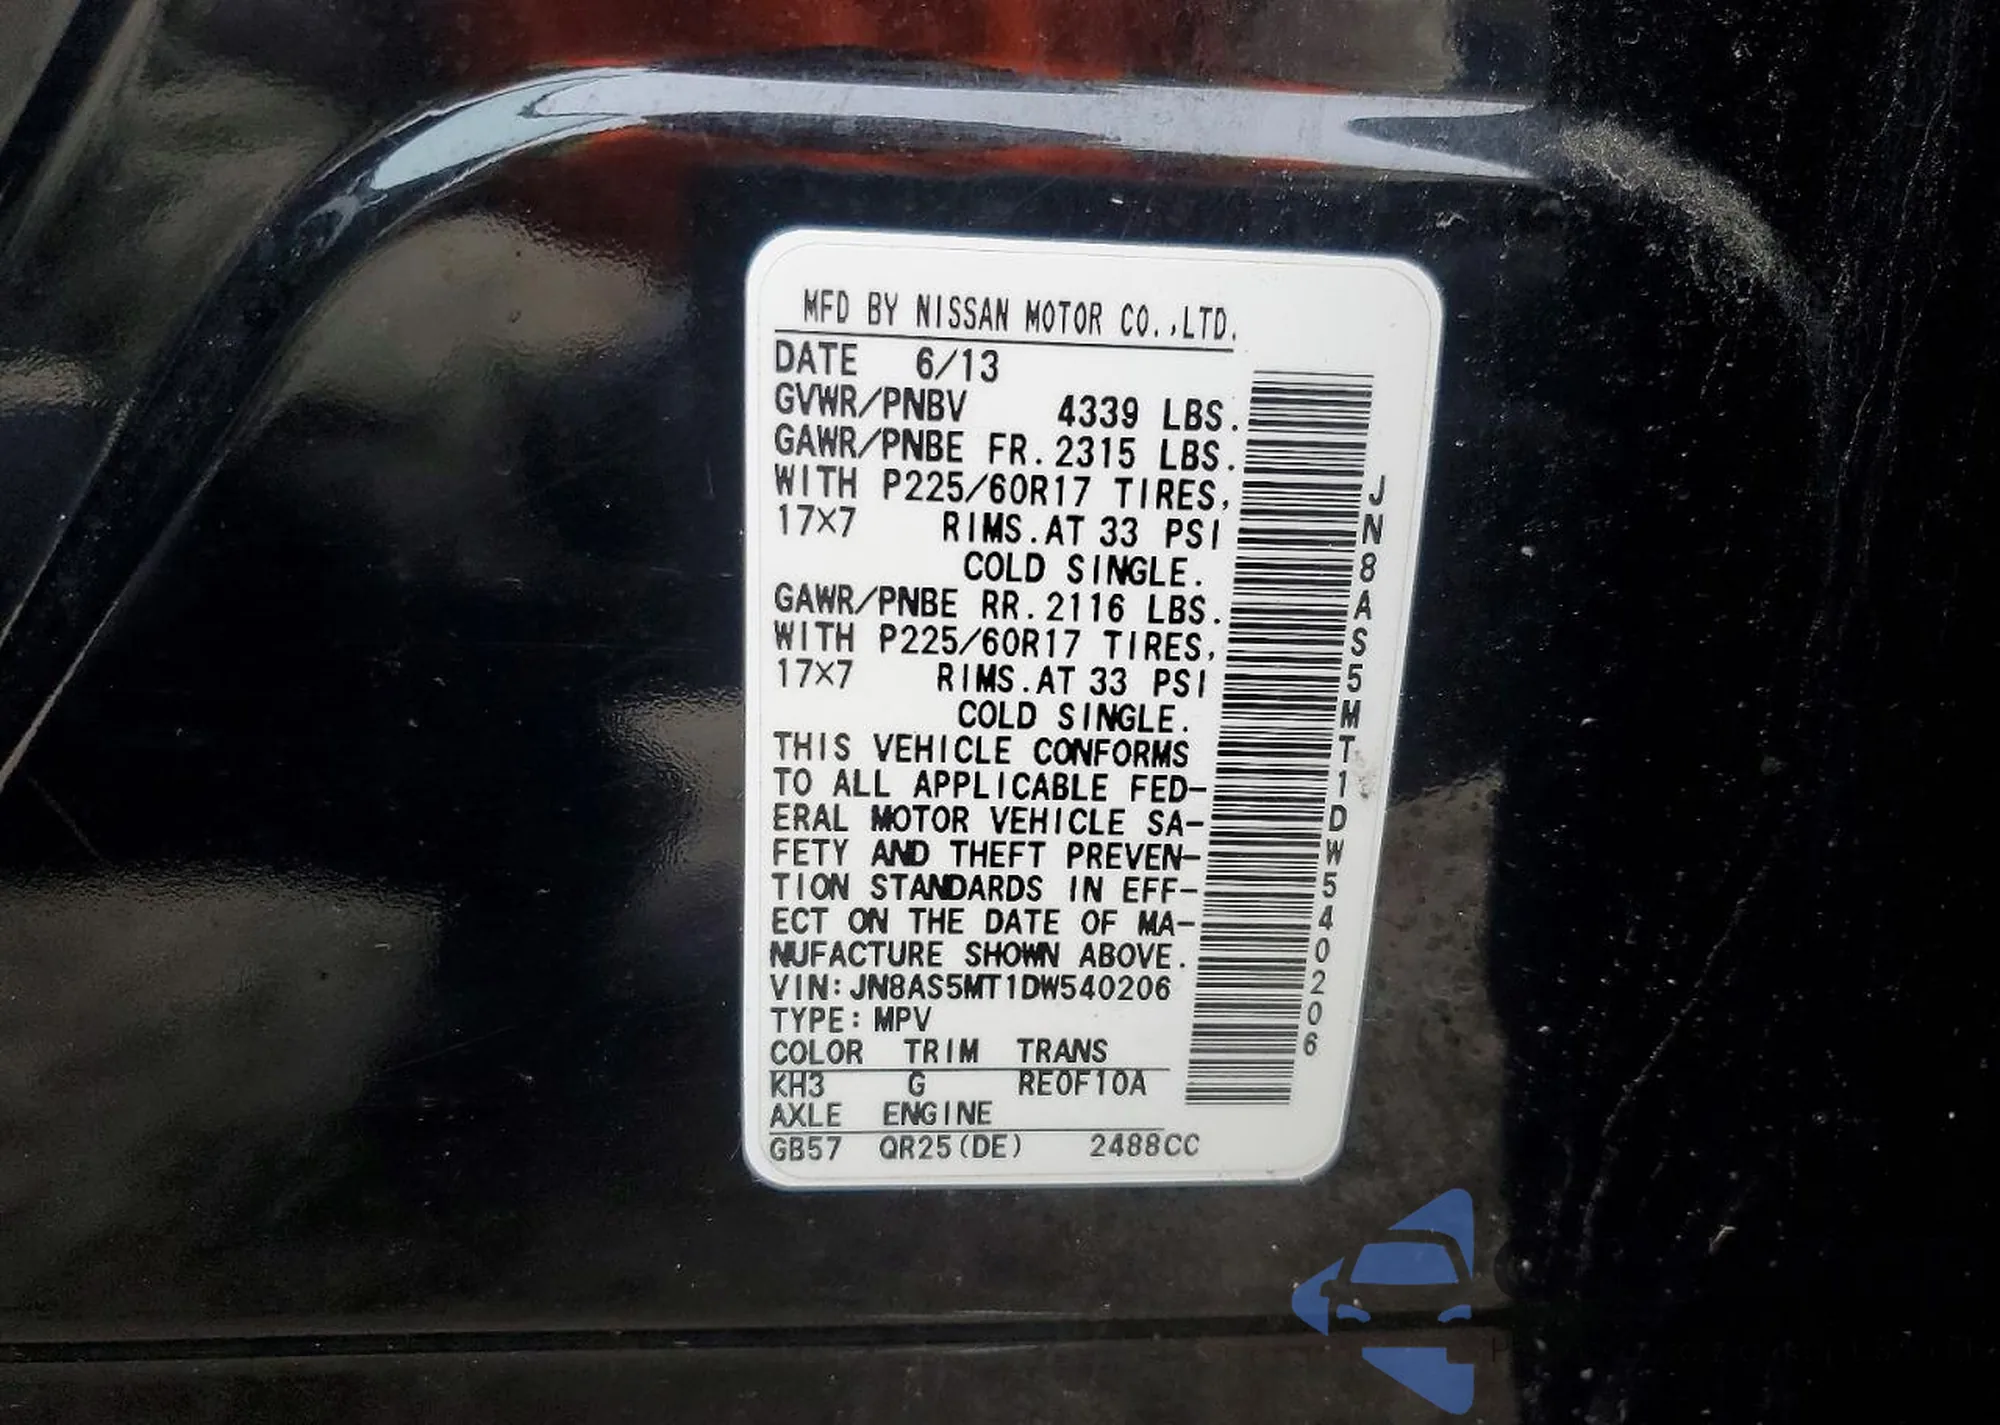 MFD BY NISSAN MOTOR CO.,LTD.
DATE 6/13
GVWR/PNBV 4339 LBS.
GAWR/PNBE FR.2315 LBS.
WITH P225/60R17 TIRES,
17×7 RIMS.AT 33 PSI
COLD SINGLE.
GAWR/PNBE RR.2116 LBS.
WITH P225/60R17 TIRES,
17×7 RIMS.AT 33 PSI
COLD SINGLE.
THIS VEHICLE CONFORMS
TO ALL APPLICABLE FED-
ERAL MOTOR VEHICLE SA-
FETY AND THEFT PREVEN-
TION STANDARDS IN EFF-
ECT ON THE DATE OF MA-
NUFACTURE SHOWN ABOVE.
VIN:JN8AS5MT1DW540206
TYPE:MPV
COLOR TRIM TRANS
KH3 G RE0F10A
AXLE ENGINE
GB57 QR25(DE) 2488CC
JN8AS5MT1DW540206